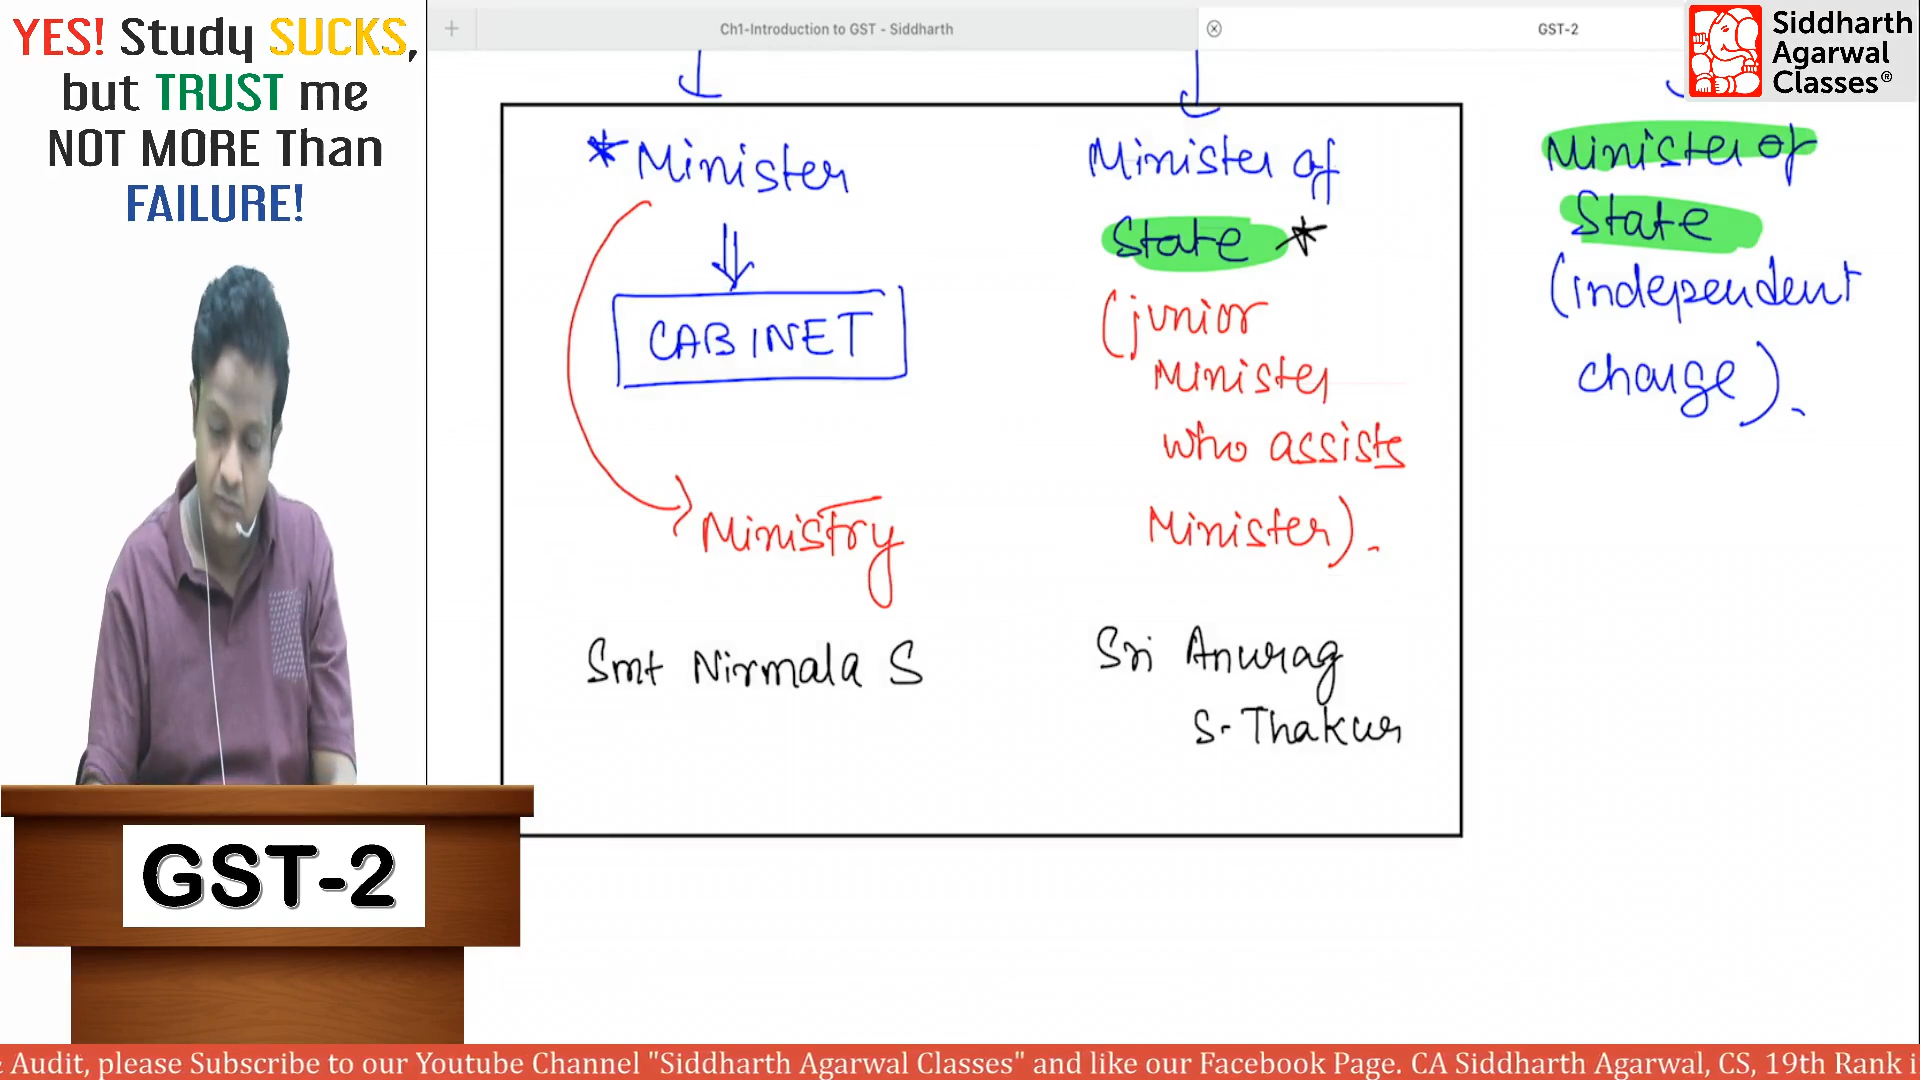 YES! Study SUCKS,
but TRUST me
NOT MORE Than
FAILURE!
Ch1-Introduction to GST - Siddharth
GST-2
Siddharth
Agarwal
Classes®
* Minister
CABINET
Ministry
Smt Nirmala S
Minister of
State *
(junior
Minister
who assists
Minister).
Sri Anurag
S. Thakur
Minister of
State
(independent
charge).
GST-2
Audit, please Subscribe to our Youtube Channel "Siddharth Agarwal Classes" and like our Facebook Page. CA Siddharth Agarwal, CS, 19th Rank i